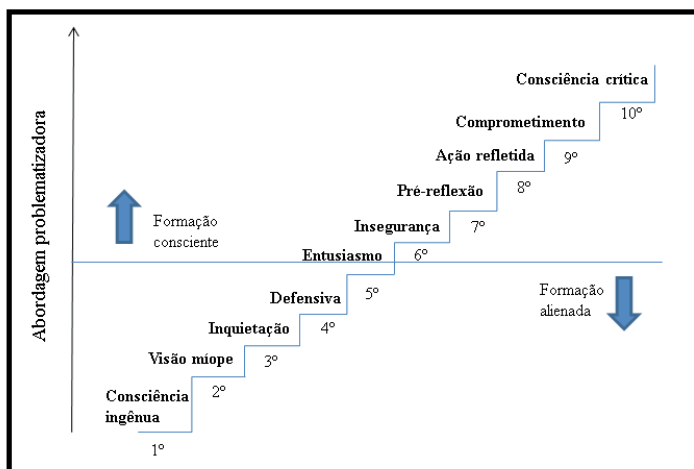 Abordagem problematizadora
Consciência crítica
10º
Comprometimento
9º
Ação refletida
8º
Pré-reflexão
7º
Formação
consciente
Insegurança
6º
Entusiasmo
5º
Formação
alienada
Defensiva
4º
Inquietação
3º
Visão míope
2º
Consciência
ingênua
1º